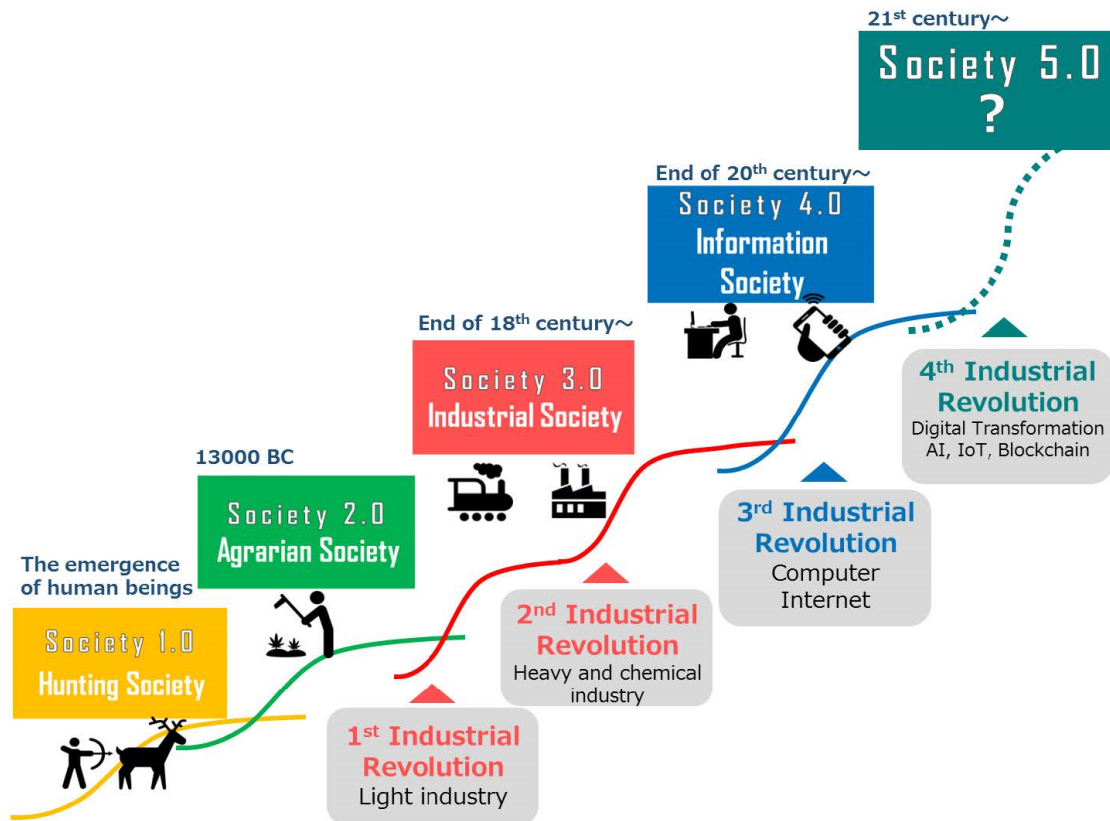 The emergence
of human beings
Society 1.0
Hunting Society
13000 BC
Society 2.0
Agrarian Society
End of 18th century～
Society 3.0
Industrial Society
End of 20th century～
Society 4.0
Information
Society
21st century～
Society 5.0
?
1st Industrial
Revolution
Light industry
2nd Industrial
Revolution
Heavy and chemical
industry
3rd Industrial
Revolution
Computer
Internet
4th Industrial
Revolution
Digital Transformation
AI, IoT, Blockchain